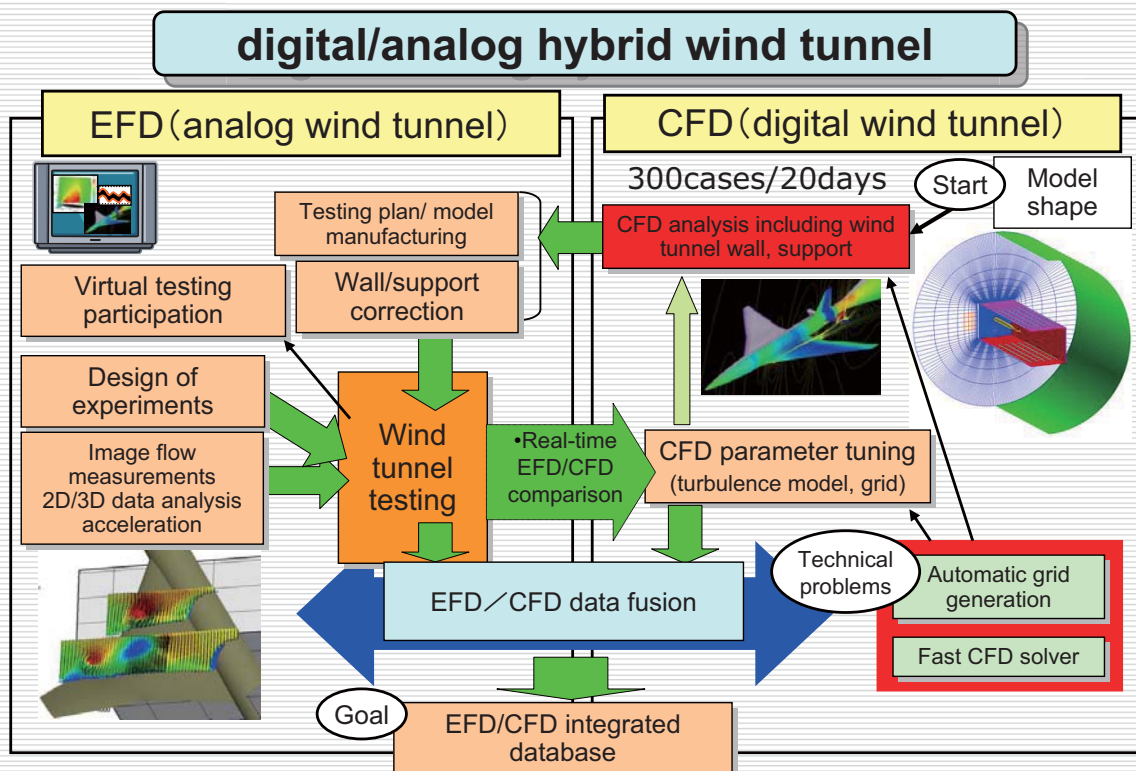 digital/analog hybrid wind tunnel
EFD（analog wind tunnel）
CFD（digital wind tunnel）
300cases/20days
Start
Model
shape
Testing plan/ model
manufacturing
CFD analysis including wind
tunnel wall, support
Wall/support
correction
Virtual testing
participation
Design of
experiments
Image flow
measurements
2D/3D data analysis
acceleration
Wind
tunnel
testing
•Real-time
EFD/CFD
comparison
CFD parameter tuning
(turbulence model, grid)
Technical
problems
Automatic grid
generation
Fast CFD solver
EFD／CFD data fusion
Goal
EFD/CFD integrated
database